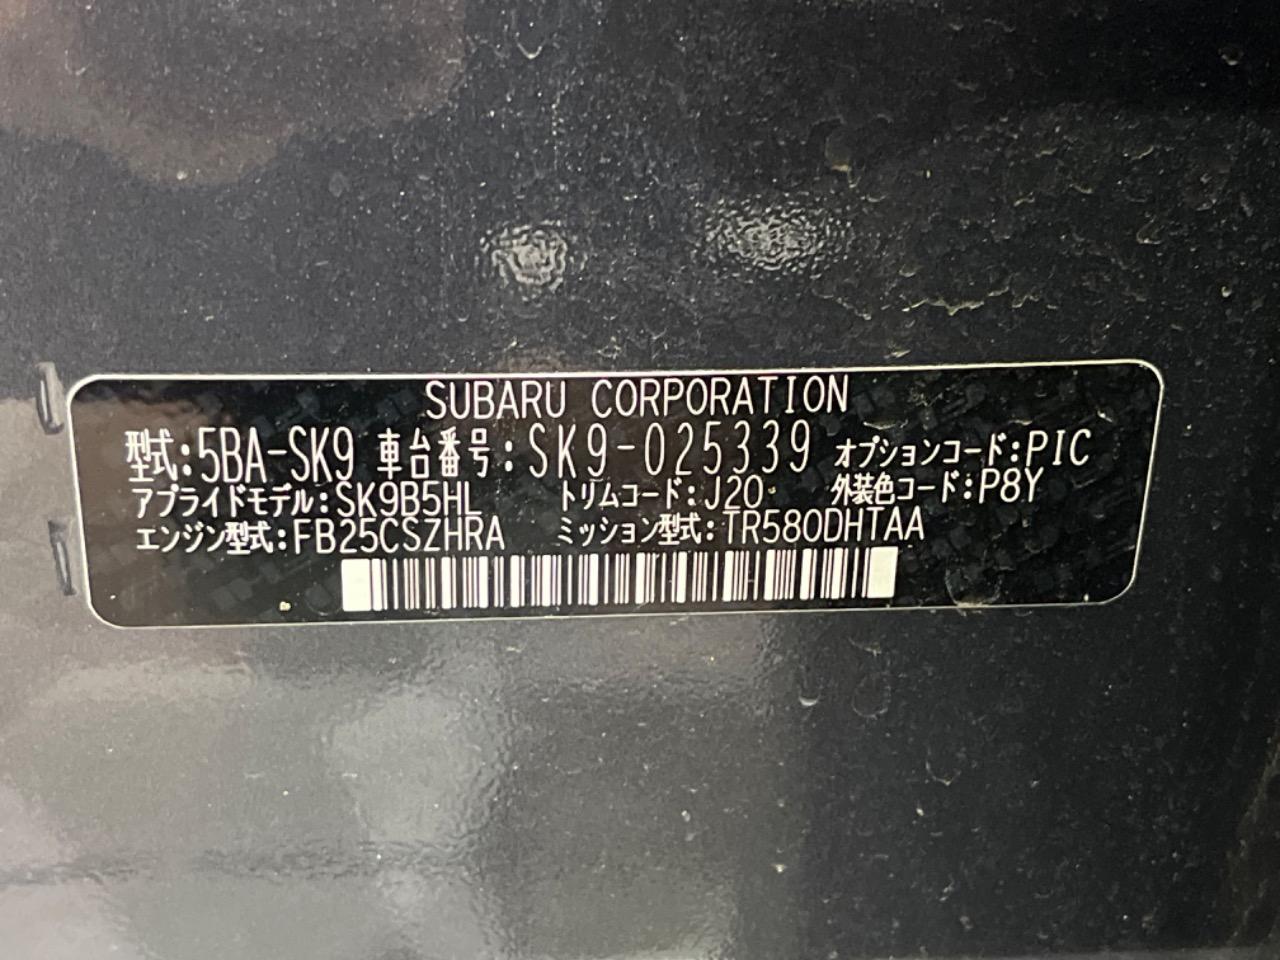 SUBARU CORPORATION
型式:5BA-SK9 車台番号:SK9-025339 オプションコード:PIC
アプライドモデル:SK9B5HL トリムコード:J20 外装色コード:P8Y
エンジン型式:FB25CSZHRA ミッション型式:TR580DHTAA